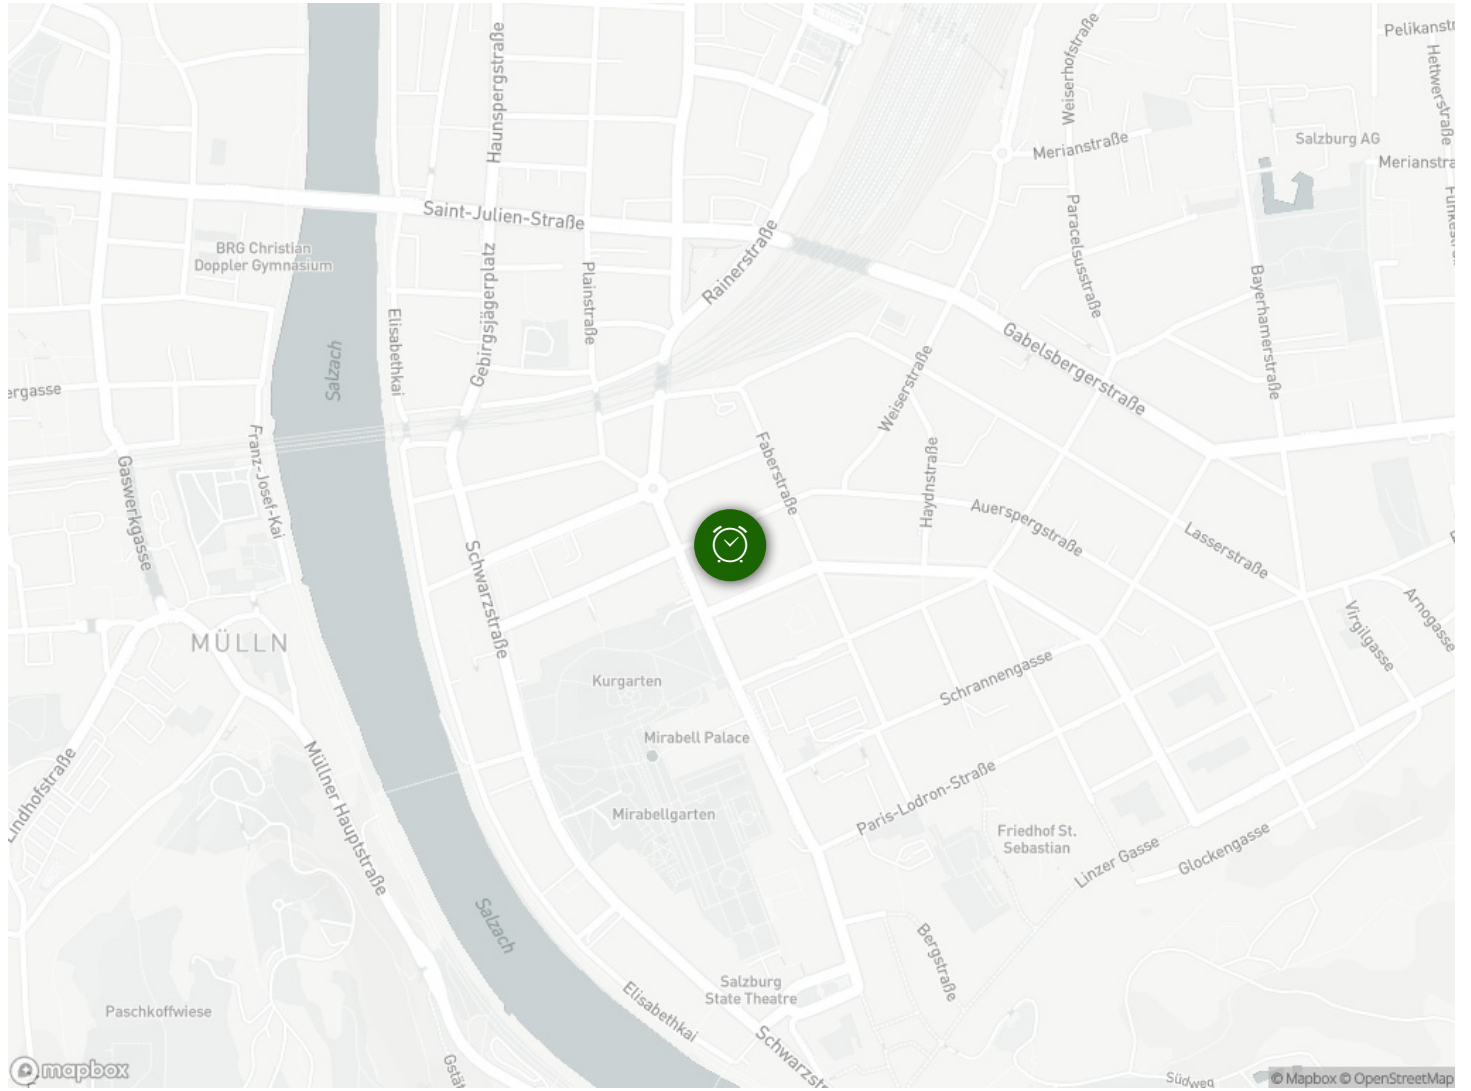 Pelikanstr
Hettwerstraße
Haunspergstraße
Weiserhofstraße
Salzburg AG
Merianstraße
Merianstra
Saint-Julien-Straße
BRG Christian
Doppler Gymnasium
Gebirgsjägerplatz
Plainstraße
Rainerstraße
Paracelsusstraße
Bayerhamerstraße
Elisabethkai
Salzach
Gabelsbergerstraße
Weiserstraße
ergasse
Franz-Josef-Kai
Gaswerkgasse
Faberstraße
Haydnstraße
Auerspergstraße
Lasserstraße
Schwarzstraße
Virgilgasse
Arnogasse
MÜLLN
Kurgarten
Schrannengasse
Mirabell Palace
Lindhofstraße
Müllner Hauptstraße
Mirabellgarten
Paris-Lodron-Straße
Friedhof St.
Sebastian
Linzer Gasse
Glockengasse
Salzach
Bergstraße
Salzburg
State Theatre
Paschkoffwiese
Elisabethkai
Schwarzstr
Gstät
Südweg
mapbox
© Mapbox © OpenStreetMap